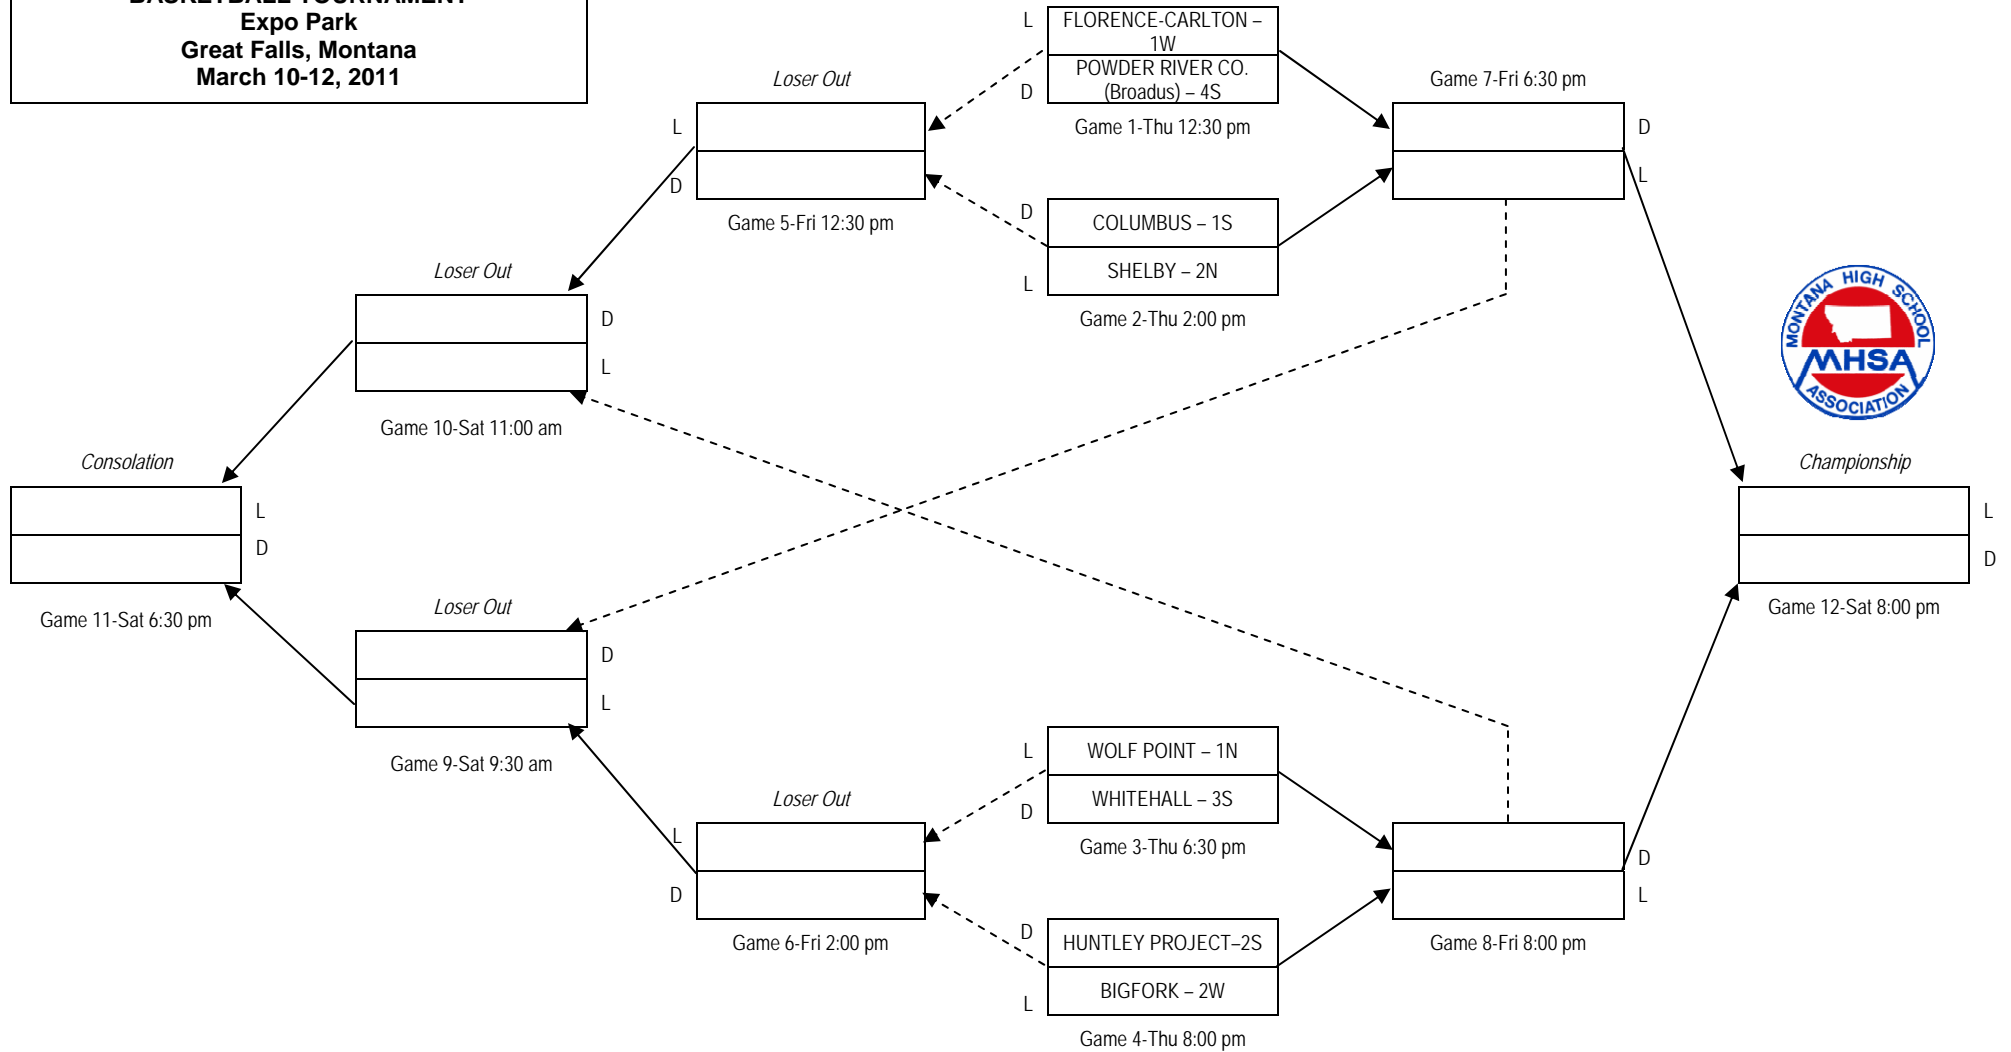 BASKETBALL TOURNAMENT
Expo Park
Great Falls, Montana
March 10-12, 2011
L
FLORENCE-CARLTON –
1W
POWDER RIVER CO.
(Broadus) – 4S
D
Game 1-Thu 12:30 pm
Loser Out
L
D
Game 5-Fri 12:30 pm
Game 7-Fri 6:30 pm
D
L
D
COLUMBUS – 1S
SHELBY – 2N
L
Game 2-Thu 2:00 pm
Loser Out
D
L
Game 10-Sat 11:00 am
MONTANA HIGH SCHOOL
MHSA
ASSOCIATION
Consolation
L
D
Game 11-Sat 6:30 pm
Championship
L
D
Game 12-Sat 8:00 pm
Loser Out
D
L
Game 9-Sat 9:30 am
L
WOLF POINT – 1N
WHITEHALL – 3S
D
Game 3-Thu 6:30 pm
Loser Out
L
D
Game 6-Fri 2:00 pm
D
L
Game 8-Fri 8:00 pm
D
HUNTLEY PROJECT–2S
BIGFORK – 2W
L
Game 4-Thu 8:00 pm